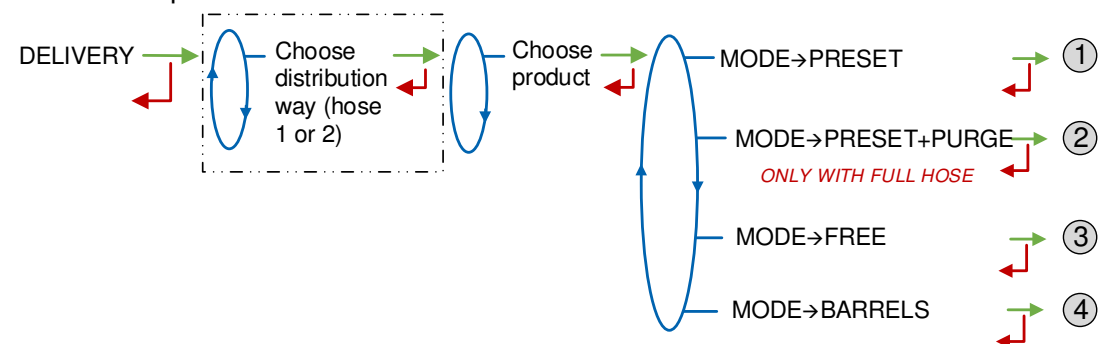 DELIVERY
Choose
distribution
way (hose
1 or 2)
Choose
product
MODE→PRESET
1
MODE→PRESET+PURGE
2
ONLY WITH FULL HOSE
MODE→FREE
3
MODE→BARRELS
4